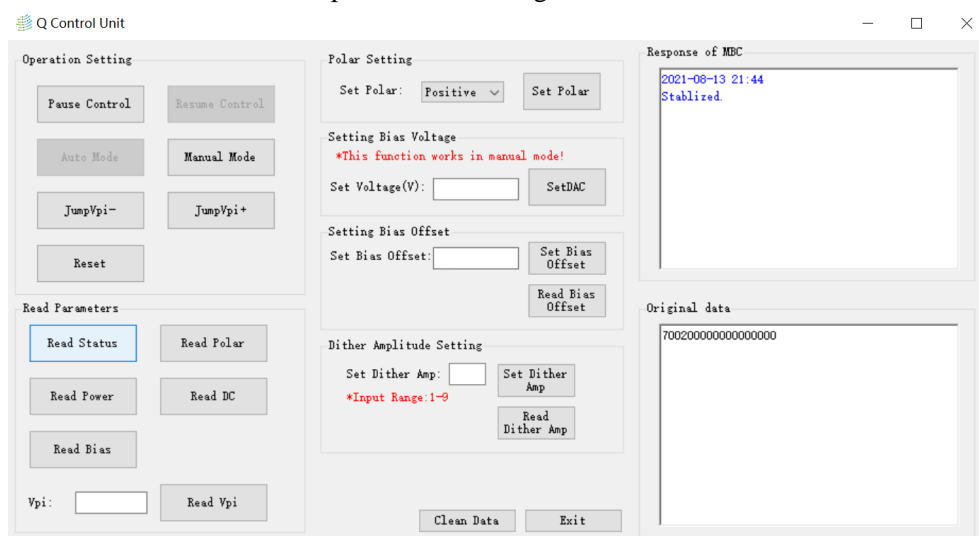 Q Control Unit
Operation Setting
Pause Control
Resume Control
Auto Mode
Manual Mode
JumpVpi-
JumpVpi+
Reset
Read Parameters
Read Status
Read Polar
Read Power
Read DC
Read Bias
Vpi:
Read Vpi
Polar Setting
Set Polar:
Positive
Set Polar
Setting Bias Voltage
*This function works in manual mode!
Set Voltage(V):
SetDAC
Setting Bias Offset
Set Bias Offset:
Set Bias
Offset
Read Bias
Offset
Dither Amplitude Setting
Set Dither Amp:
Set Dither
Amp
*Input Range:1-9
Read
Dither Amp
Clean Data
Exit
Response of MBC
2021-08-13 21:44
Stablized.
Original data
700200000000000000